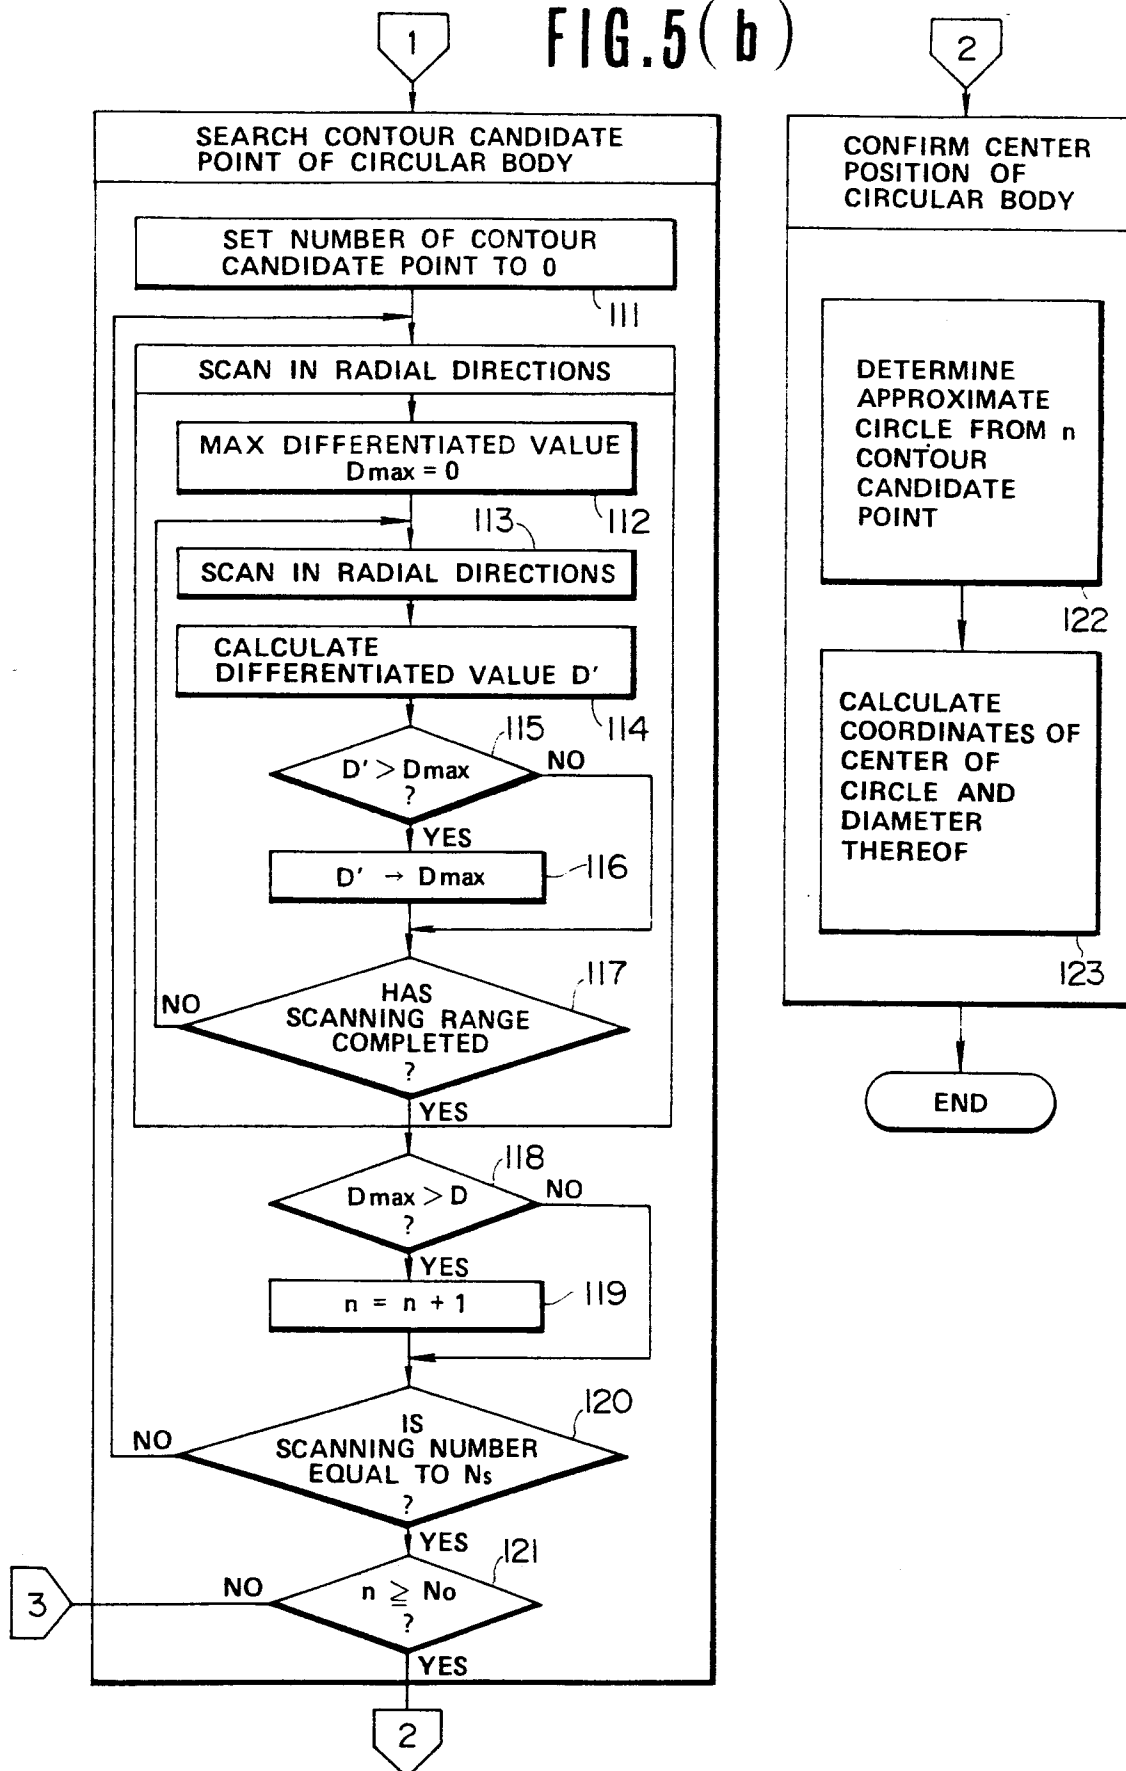 FIG.5(b)
1
SEARCH CONTOUR CANDIDATE
POINT OF CIRCULAR BODY
SET NUMBER OF CONTOUR
CANDIDATE POINT TO 0
111
SCAN IN RADIAL DIRECTIONS
MAX DIFFERENTIATED VALUE
Dmax = 0
112
113
SCAN IN RADIAL DIRECTIONS
CALCULATE
DIFFERENTIATED VALUE D'
114
115
D' > Dmax
?
NO
YES
D' → Dmax
116
117
HAS
SCANNING RANGE
COMPLETED
?
NO
YES
118
Dmax > D
?
NO
YES
n = n + 1
119
120
IS
SCANNING NUMBER
EQUAL TO Ns
?
NO
YES
121
n ≧ No
?
NO
3
YES
2
2
CONFIRM CENTER
POSITION OF
CIRCULAR BODY
DETERMINE
APPROXIMATE
CIRCLE FROM n
CONTOUR
CANDIDATE
POINT
122
CALCULATE
COORDINATES OF
CENTER OF
CIRCLE AND
DIAMETER
THEREOF
123
END